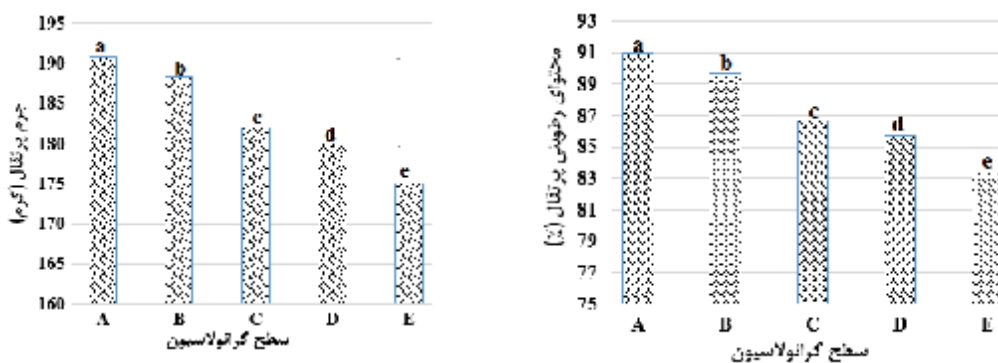 195
190
185
180
175
170
165
160
جرم پرتقال (گرم)
a
b
c
d
e
A B C D E
سطح گرانولاسیون
93
91
89
87
85
83
81
79
77
75
محتوای رطوبتی پرتقال (%)
a
b
c
d
e
A B C D E
سطح گرانولاسیون